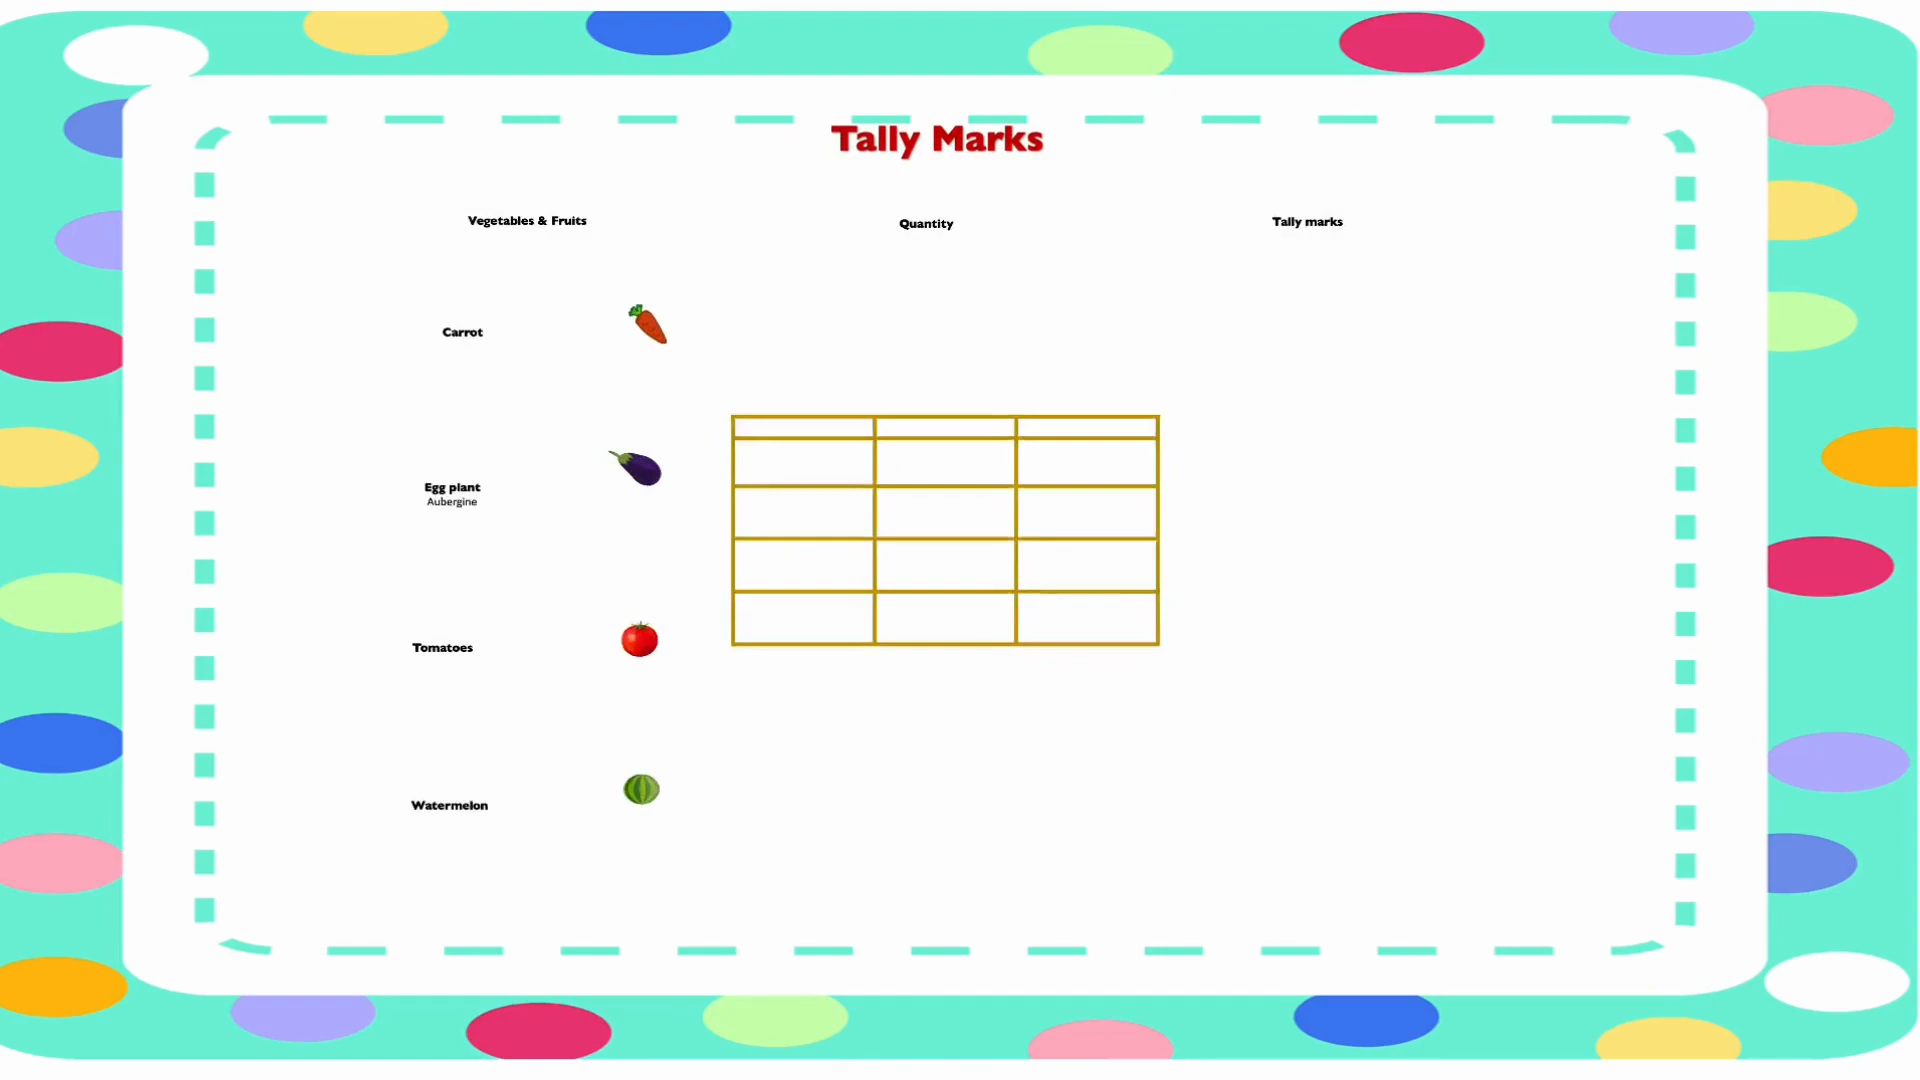 Tally Marks
Vegetables & Fruits
Quantity
Tally marks
Carrot
Egg plant
Aubergine
Tomatoes
Watermelon